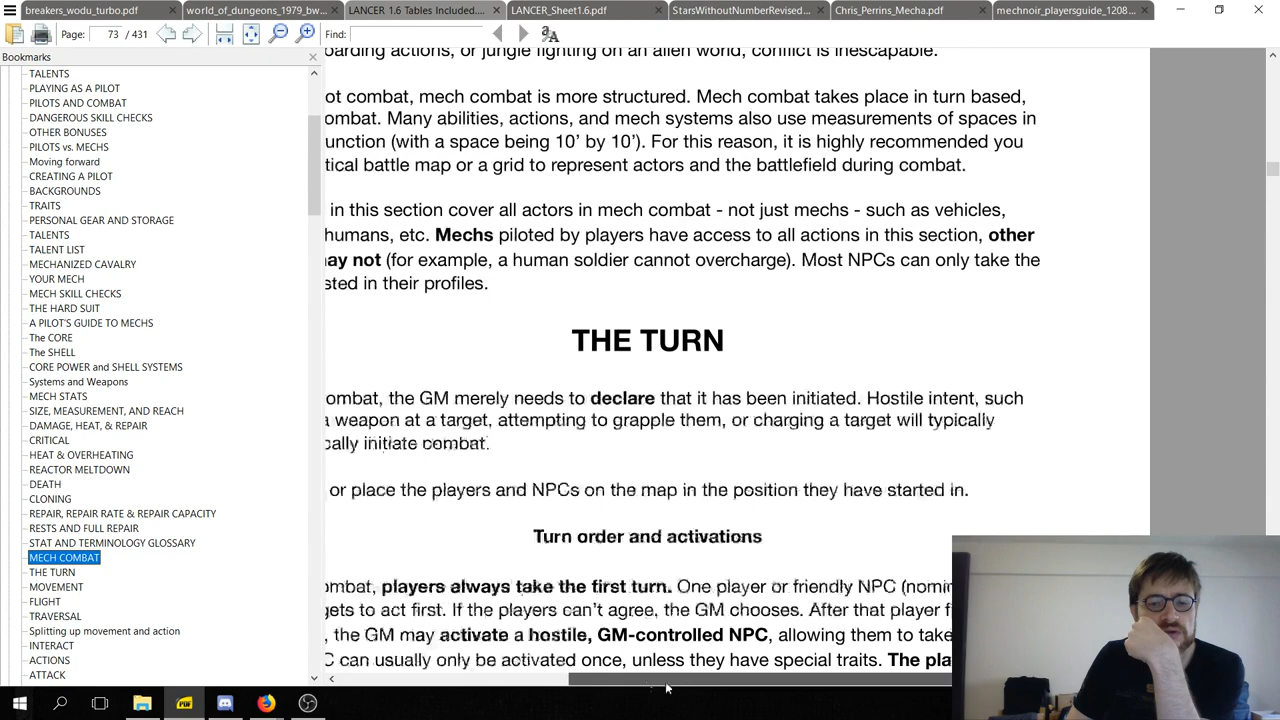 breakers_wodu_turbo.pdf
world_of_dungeons_1979_bw...
LANCER 1.6 Tables Included....
LANCER_Sheet1.6.pdf
StarsWithoutNumberRevised...
Chris_Perrins_Mecha.pdf
mechnoir_playersguide_1208...
Page: 73 / 431 Find:
Bookmarks
TALENTS
PLAYING AS A PILOT
PILOTS AND COMBAT
DANGEROUS SKILL CHECKS
OTHER BONUSES
PILOTS vs. MECHS
Moving forward
CREATING A PILOT
BACKGROUNDS
TRAITS
PERSONAL GEAR AND STORAGE
TALENTS
TALENT LIST
MECHANIZED CAVALRY
YOUR MECH
MECH SKILL CHECKS
THE HARD SUIT
A PILOT'S GUIDE TO MECHS
The CORE
The SHELL
CORE POWER and SHELL SYSTEMS
Systems and Weapons
MECH STATS
SIZE, MEASUREMENT, AND REACH
DAMAGE, HEAT, & REPAIR
CRITICAL
HEAT & OVERHEATING
REACTOR MELTDOWN
DEATH
CLONING
REPAIR, REPAIR RATE & REPAIR CAPACITY
RESTS AND FULL REPAIR
STAT AND TERMINOLOGY GLOSSARY
MECH COMBAT
THE TURN
MOVEMENT
FLIGHT
TRAVERSAL
Splitting up movement and action
INTERACT
ACTIONS
ATTACK
oarding actions, or jungle fighting on an alien world, conflict is inescapable.
ot combat, mech combat is more structured. Mech combat takes place in turn based,
ombat. Many abilities, actions, and mech systems also use measurements of spaces in
unction (with a space being 10' by 10'). For this reason, it is highly recommended you
tical battle map or a grid to represent actors and the battlefield during combat.
in this section cover all actors in mech combat - not just mechs - such as vehicles,
humans, etc. Mechs piloted by players have access to all actions in this section, other
ay not (for example, a human soldier cannot overcharge). Most NPCs can only take the
sted in their profiles.
THE TURN
ombat, the GM merely needs to declare that it has been initiated. Hostile intent, such
a weapon at a target, attempting to grapple them, or charging a target will typically
cally initiate combat.
or place the players and NPCs on the map in the position they have started in.
Turn order and activations
ombat, players always take the first turn. One player or friendly NPC (nomin
gets to act first. If the players can't agree, the GM chooses. After that player f
, the GM may activate a hostile, GM-controlled NPC, allowing them to take
C can usually only be activated once, unless they have special traits. The pla